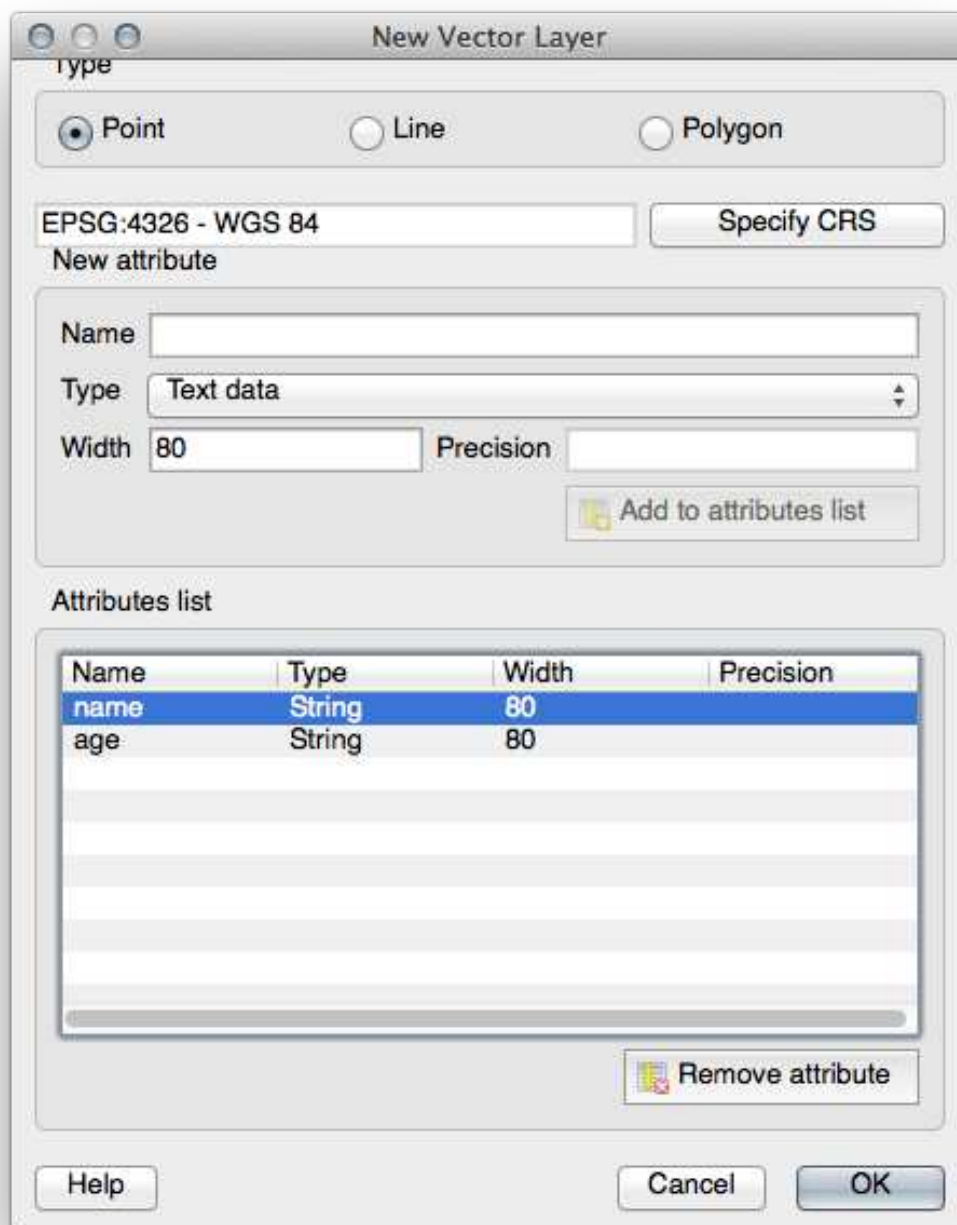 New Vector Layer
Type
Point Line Polygon
EPSG:4326 - WGS 84 Specify CRS
New attribute
Name
Type Text data
Width 80 Precision
Add to attributes list
Attributes list
Name Type Width Precision
name String 80
age String 80
Remove attribute
Help Cancel OK